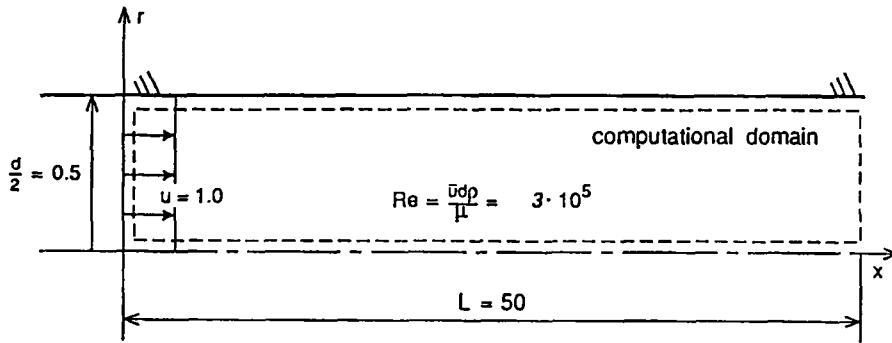 r
computational domain
d/2 = 0.5
u = 1.0
Re = ūdρ/μ = 3· 10⁵
x
L = 50